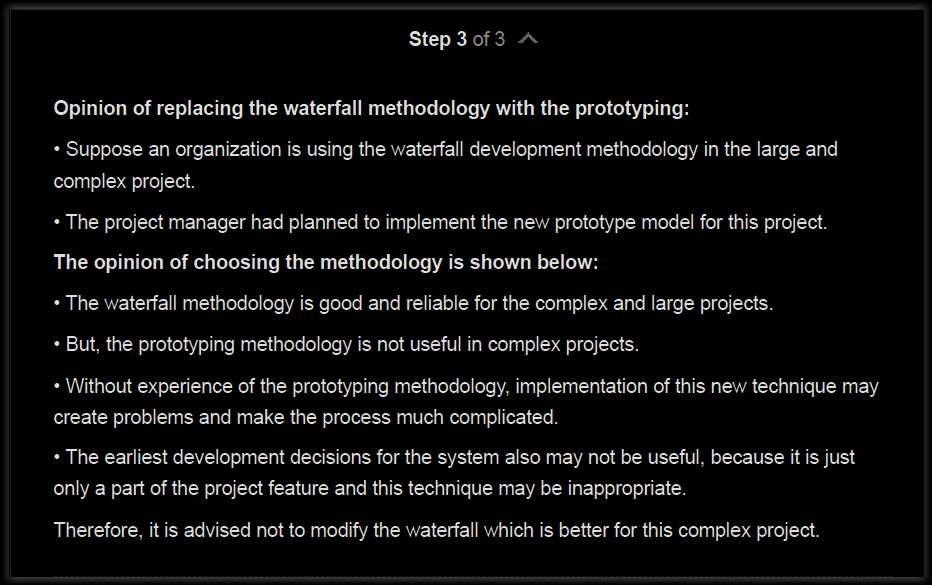 Step 3 of 3
Opinion of replacing the waterfall methodology with the prototyping:
• Suppose an organization is using the waterfall development methodology in the large and
complex project.
• The project manager had planned to implement the new prototype model for this project.
The opinion of choosing the methodology is shown below:
• The waterfall methodology is good and reliable for the complex and large projects.
• But, the prototyping methodology is not useful in complex projects.
• Without experience of the prototyping methodology, implementation of this new technique may
create problems and make the process much complicated.
• The earliest development decisions for the system also may not be useful, because it is just
only a part of the project feature and this technique may be inappropriate.
Therefore, it is advised not to modify the waterfall which is better for this complex project.